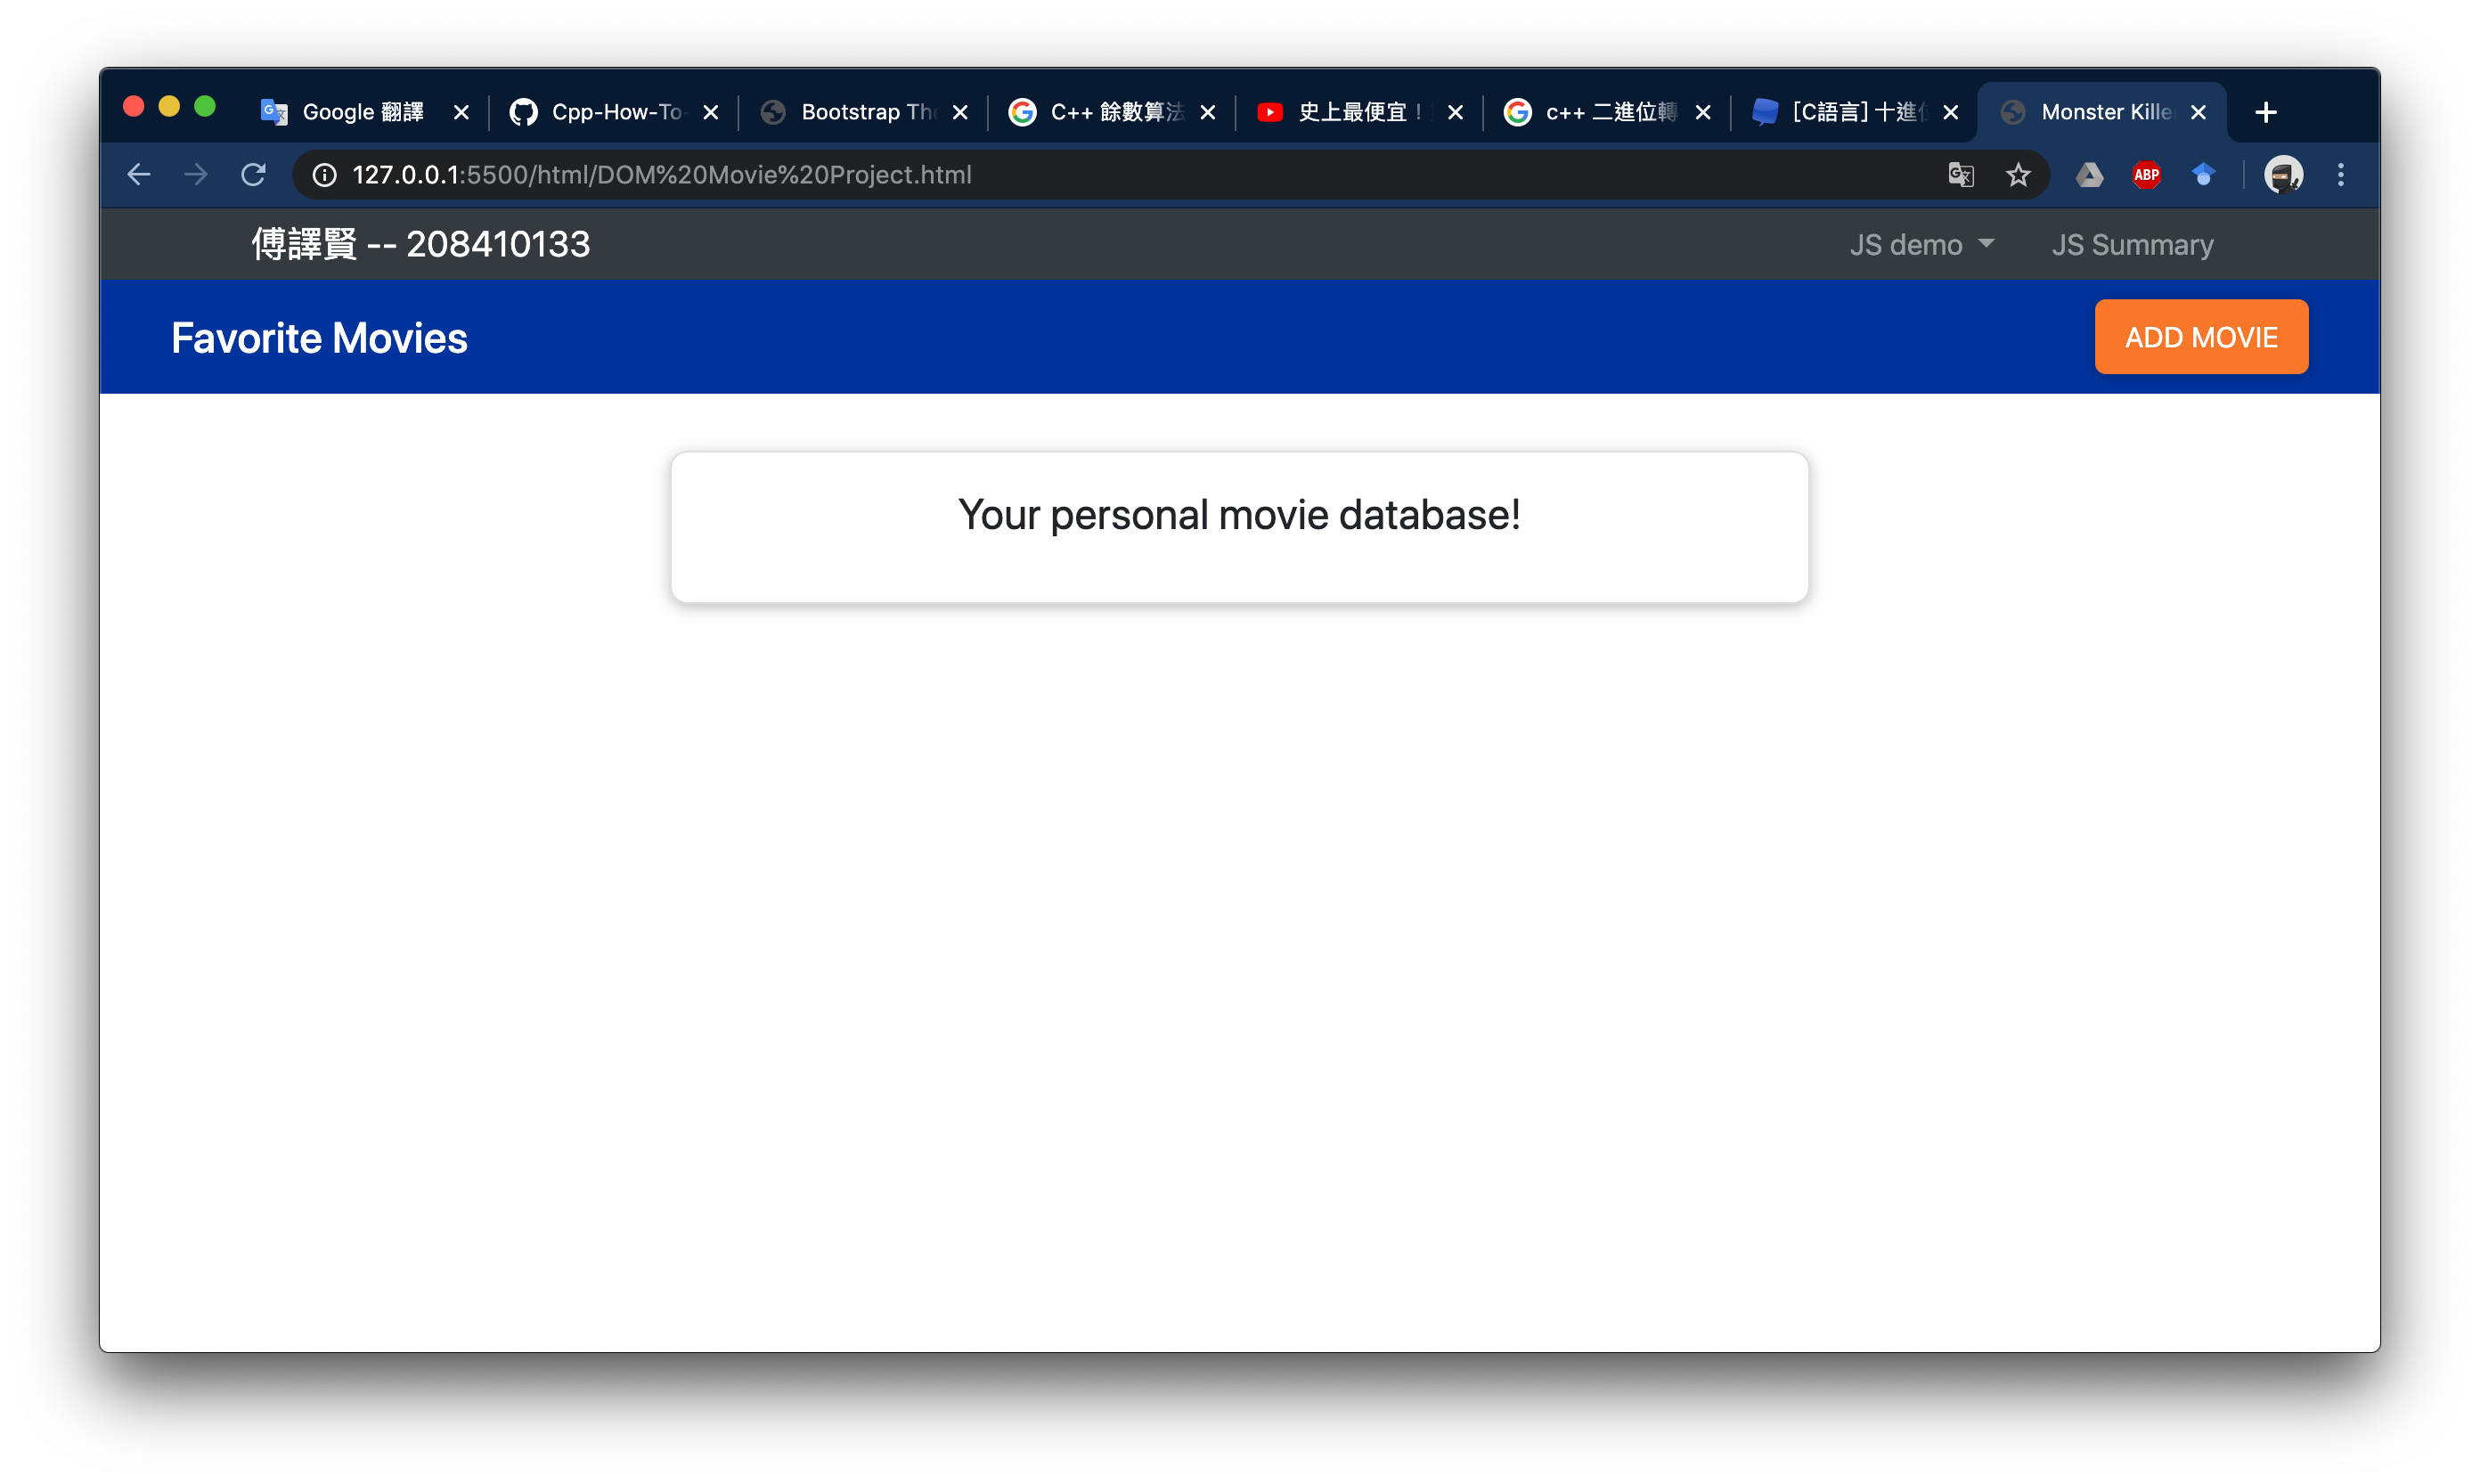 Google 翻譯
Cpp-How-To-
Bootstrap The
C++ 餘數算法
史上最便宜!
c++ 二進位轉
[C語言] 十進位
Monster Kille
127.0.0.1:5500/html/DOM%20Movie%20Project.html
ABP
傅譯賢 -- 208410133
JS demo
JS Summary
Favorite Movies
ADD MOVIE
Your personal movie database!